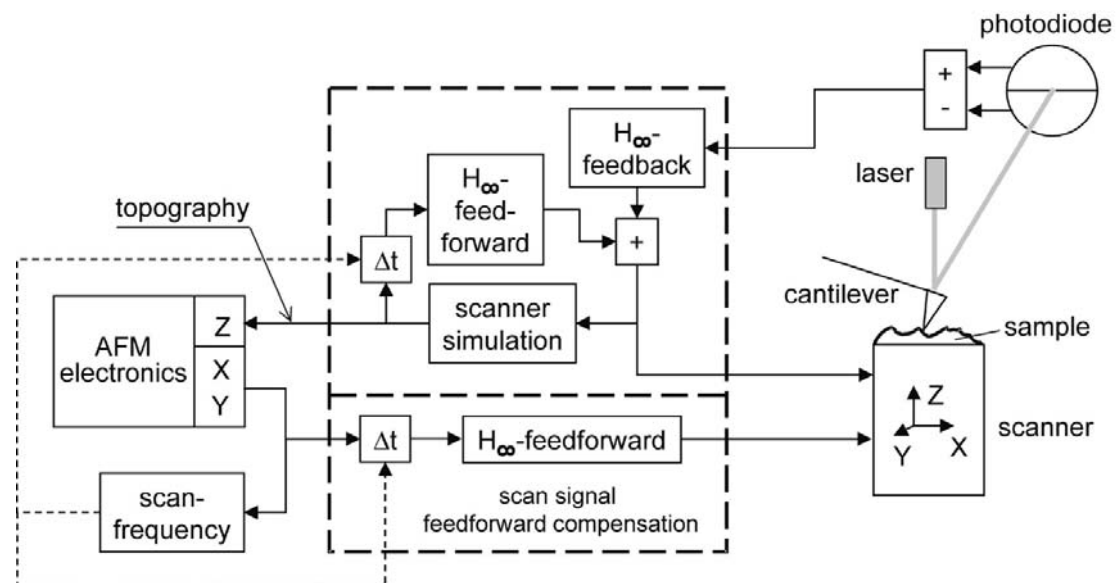 photodiode
+
-
H∞-
feedback
laser
H∞-
feed-
forward
topography
+
Δt
cantilever
scanner
simulation
sample
AFM
electronics
Z
X
Y
Z
Y
X
scanner
Δt
H∞-feedforward
scan-
frequency
scan signal
feedforward compensation